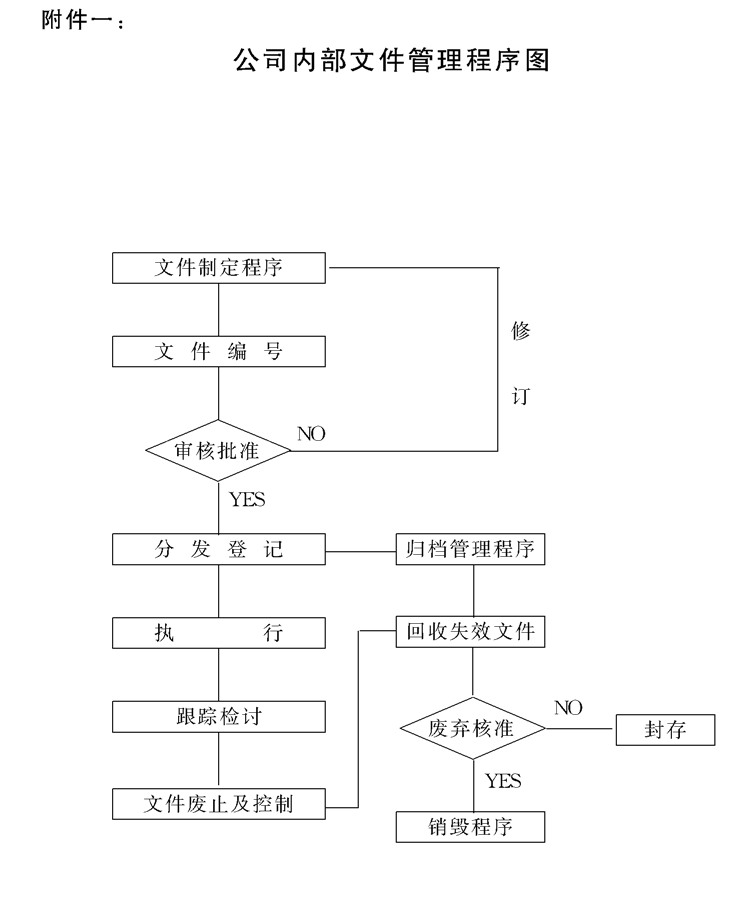 附件一：
公司内部文件管理程序图
文件制定程序
文件编号
修
订
审核批准
NO
YES
分发登记
归档管理程序
执行
回收失效文件
跟踪检讨
废弃核准
NO
封存
YES
文件废止及控制
销毁程序